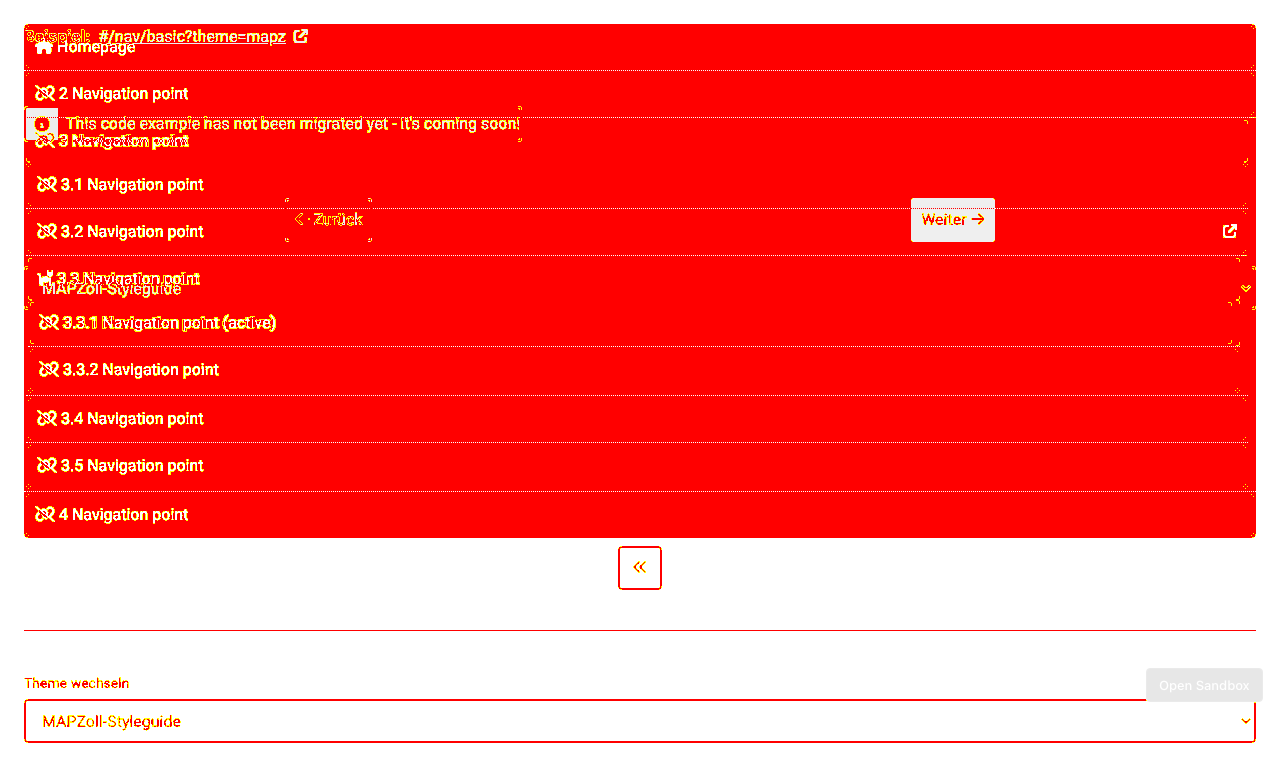 Beispiel: #/nav/basic?theme=mapz
Homepage
2 Navigation point
This code example has not been migrated yet - it's coming soon!
3 Navigation point
3.1 Navigation point
Zurück
Weiter
3.2 Navigation point
3.3 Navigation point
MAPZoll-Styleguide
3.3.1 Navigation point (active)
3.3.2 Navigation point
3.4 Navigation point
3.5 Navigation point
4 Navigation point
Theme wechseln
Open Sandbox
MAPZoll-Styleguide